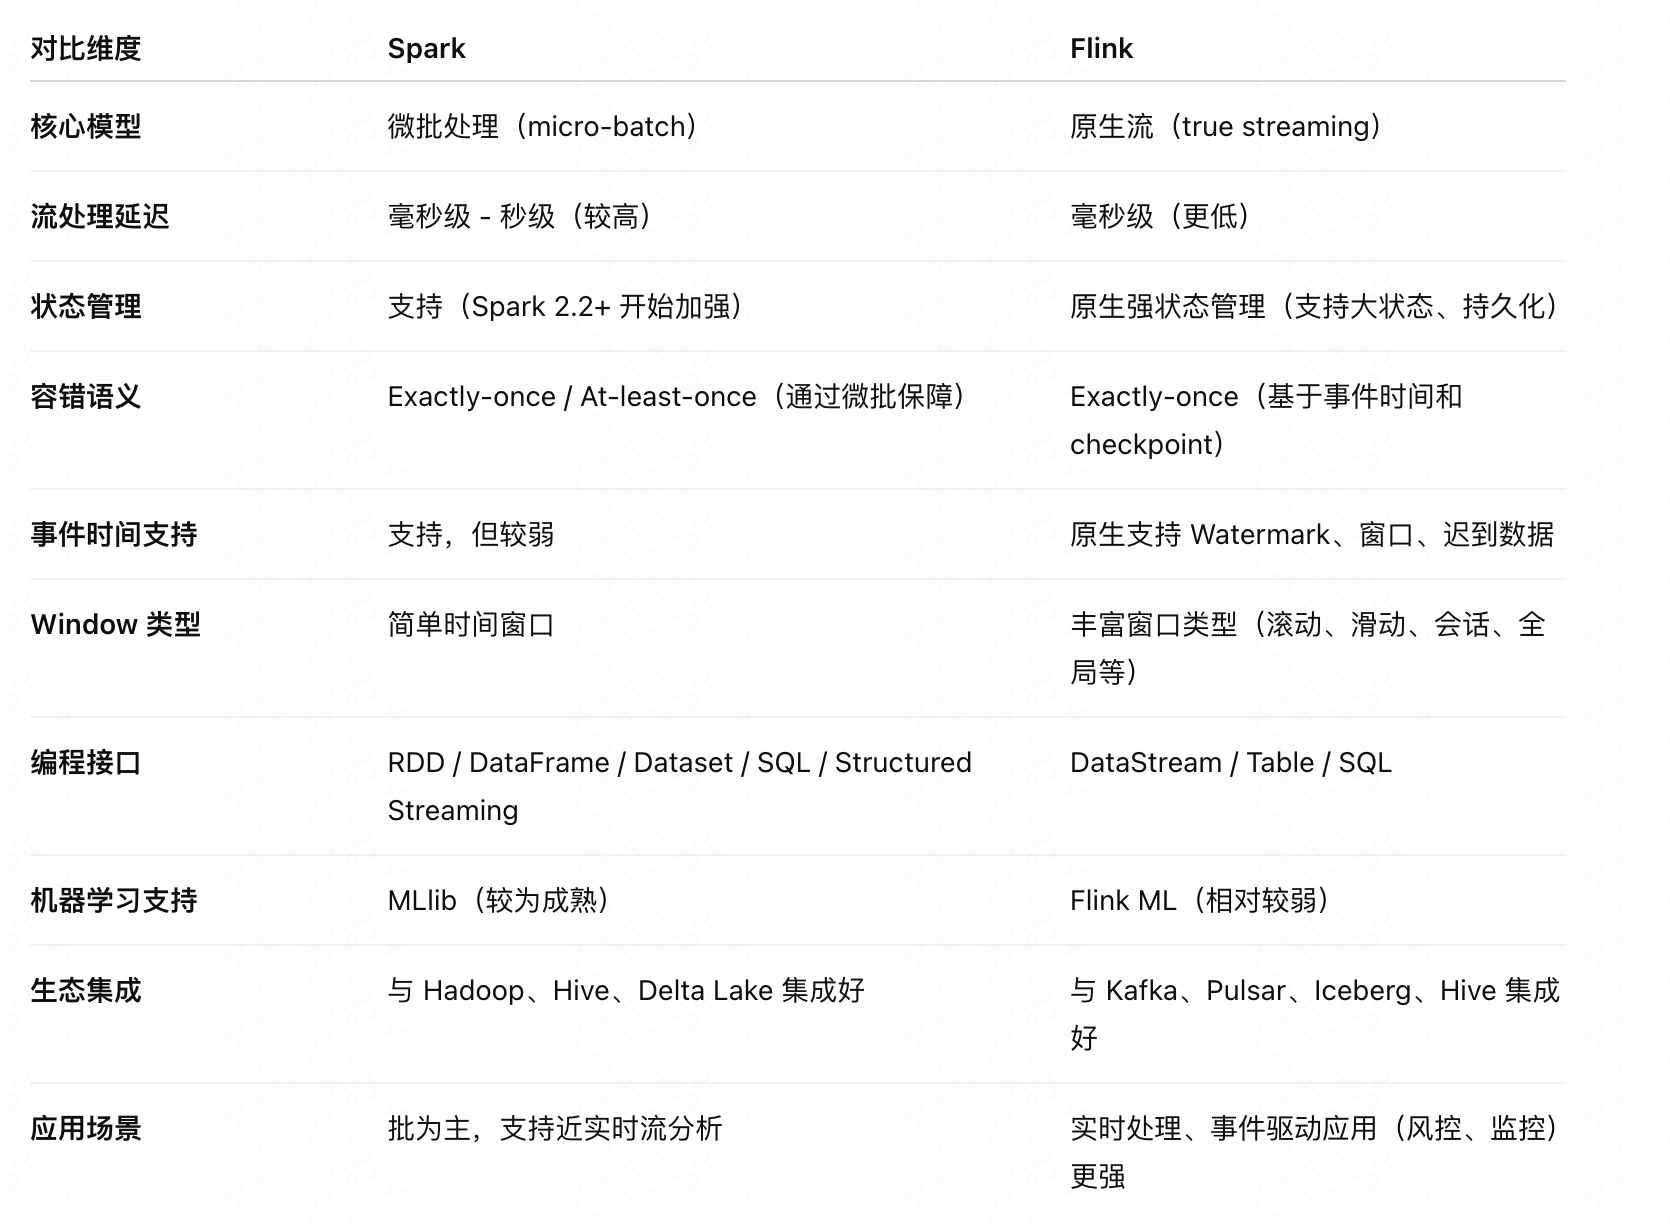 对比维度 Spark Flink
核心模型 微批处理（micro-batch） 原生流（true streaming）
流处理延迟 毫秒级 - 秒级（较高） 毫秒级（更低）
状态管理 支持（Spark 2.2+ 开始加强） 原生强状态管理（支持大状态、持久化）
容错语义 Exactly-once / At-least-once（通过微批保障） Exactly-once（基于事件时间和
checkpoint）
事件时间支持 支持，但较弱 原生支持 Watermark、窗口、迟到数据
Window 类型 简单时间窗口 丰富窗口类型（滚动、滑动、会话、全
局等）
编程接口 RDD / DataFrame / Dataset / SQL / Structured DataStream / Table / SQL
Streaming
机器学习支持 MLlib（较为成熟） Flink ML（相对较弱）
生态集成 与 Hadoop、Hive、Delta Lake 集成好 与 Kafka、Pulsar、Iceberg、Hive 集成
好
应用场景 批为主，支持近实时流分析 实时处理、事件驱动应用（风控、监控）
更强